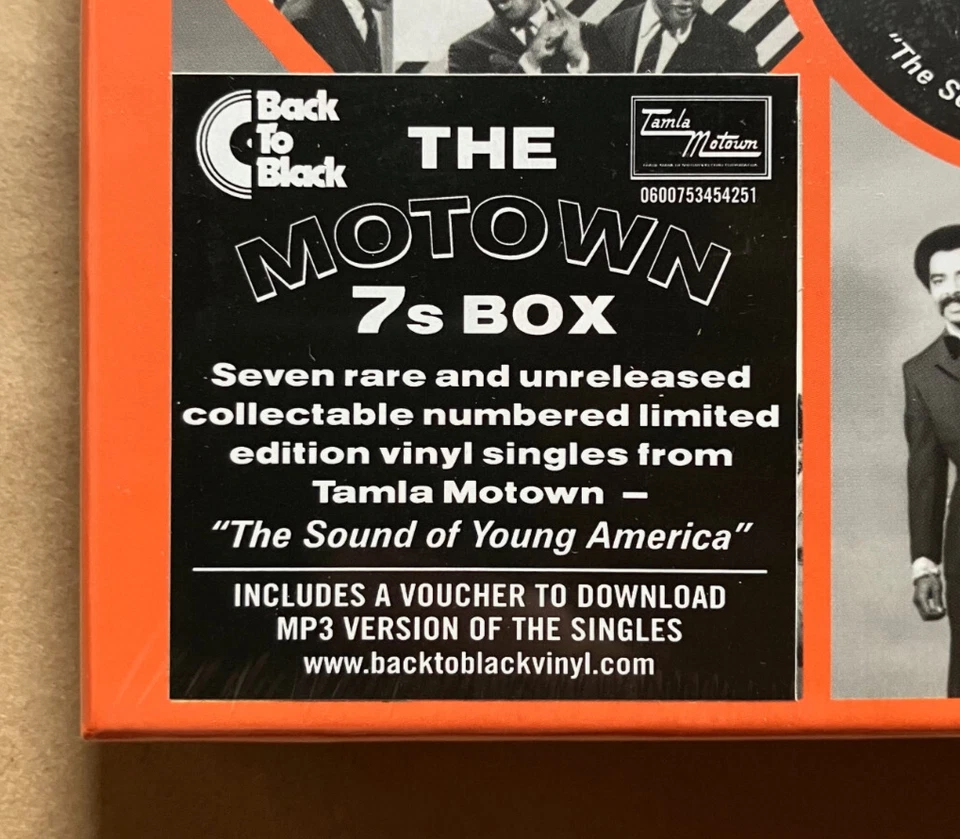 Back
To
Black
THE
Tamla
Motown
0600753454251
MOTOWN
7s BOX
Seven rare and unreleased
collectable numbered limited
edition vinyl singles from
Tamla Motown –
“The Sound of Young America”
INCLUDES A VOUCHER TO DOWNLOAD
MP3 VERSION OF THE SINGLES
www.backtoblackvinyl.com
“The